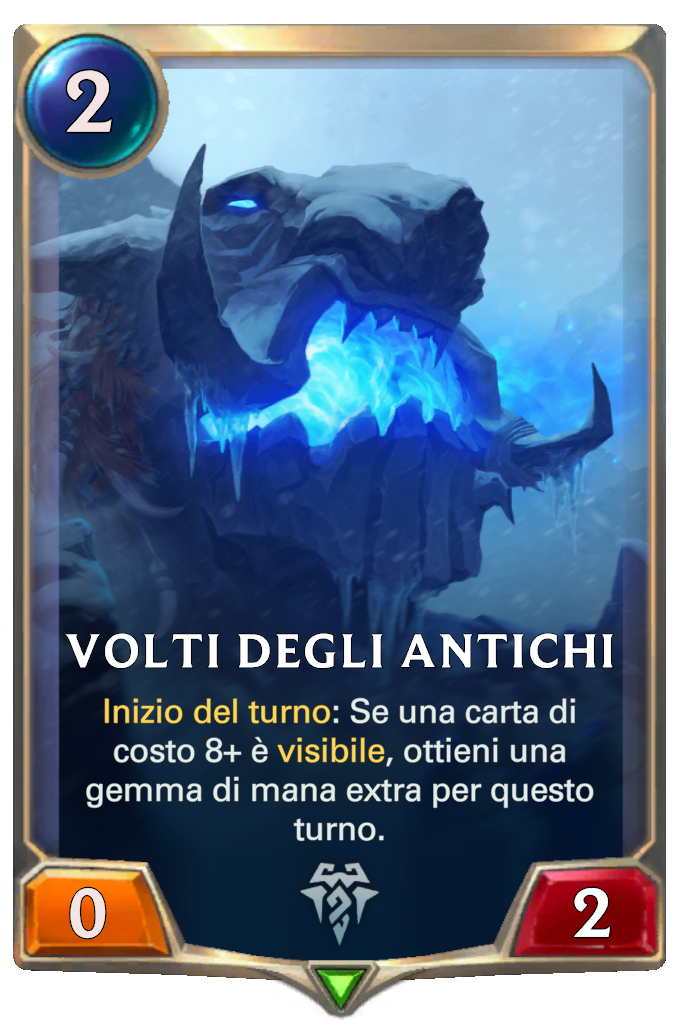 2
VOLTI DEGLI ANTICHI
Inizio del turno: Se una carta di
costo 8+ è visibile, ottieni una
gemma di mana extra per questo
turno.
0
2